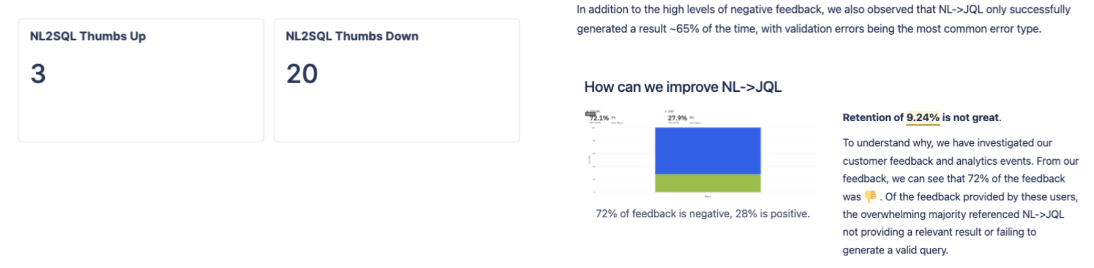 NL2SQL Thumbs Up
3
NL2SQL Thumbs Down
20
In addition to the high levels of negative feedback, we also observed that NL->JQL only successfully
generated a result ~65% of the time, with validation errors being the most common error type.
How can we improve NL->JQL
72.1%
27.9%
72% of feedback is negative, 28% is positive.
Retention of 9.24% is not great.
To understand why, we have investigated our
customer feedback and analytics events. From our
feedback, we can see that 72% of the feedback
was 👎 . Of the feedback provided by these users,
the overwhelming majority referenced NL->JQL
not providing a relevant result or failing to
generate a valid query.